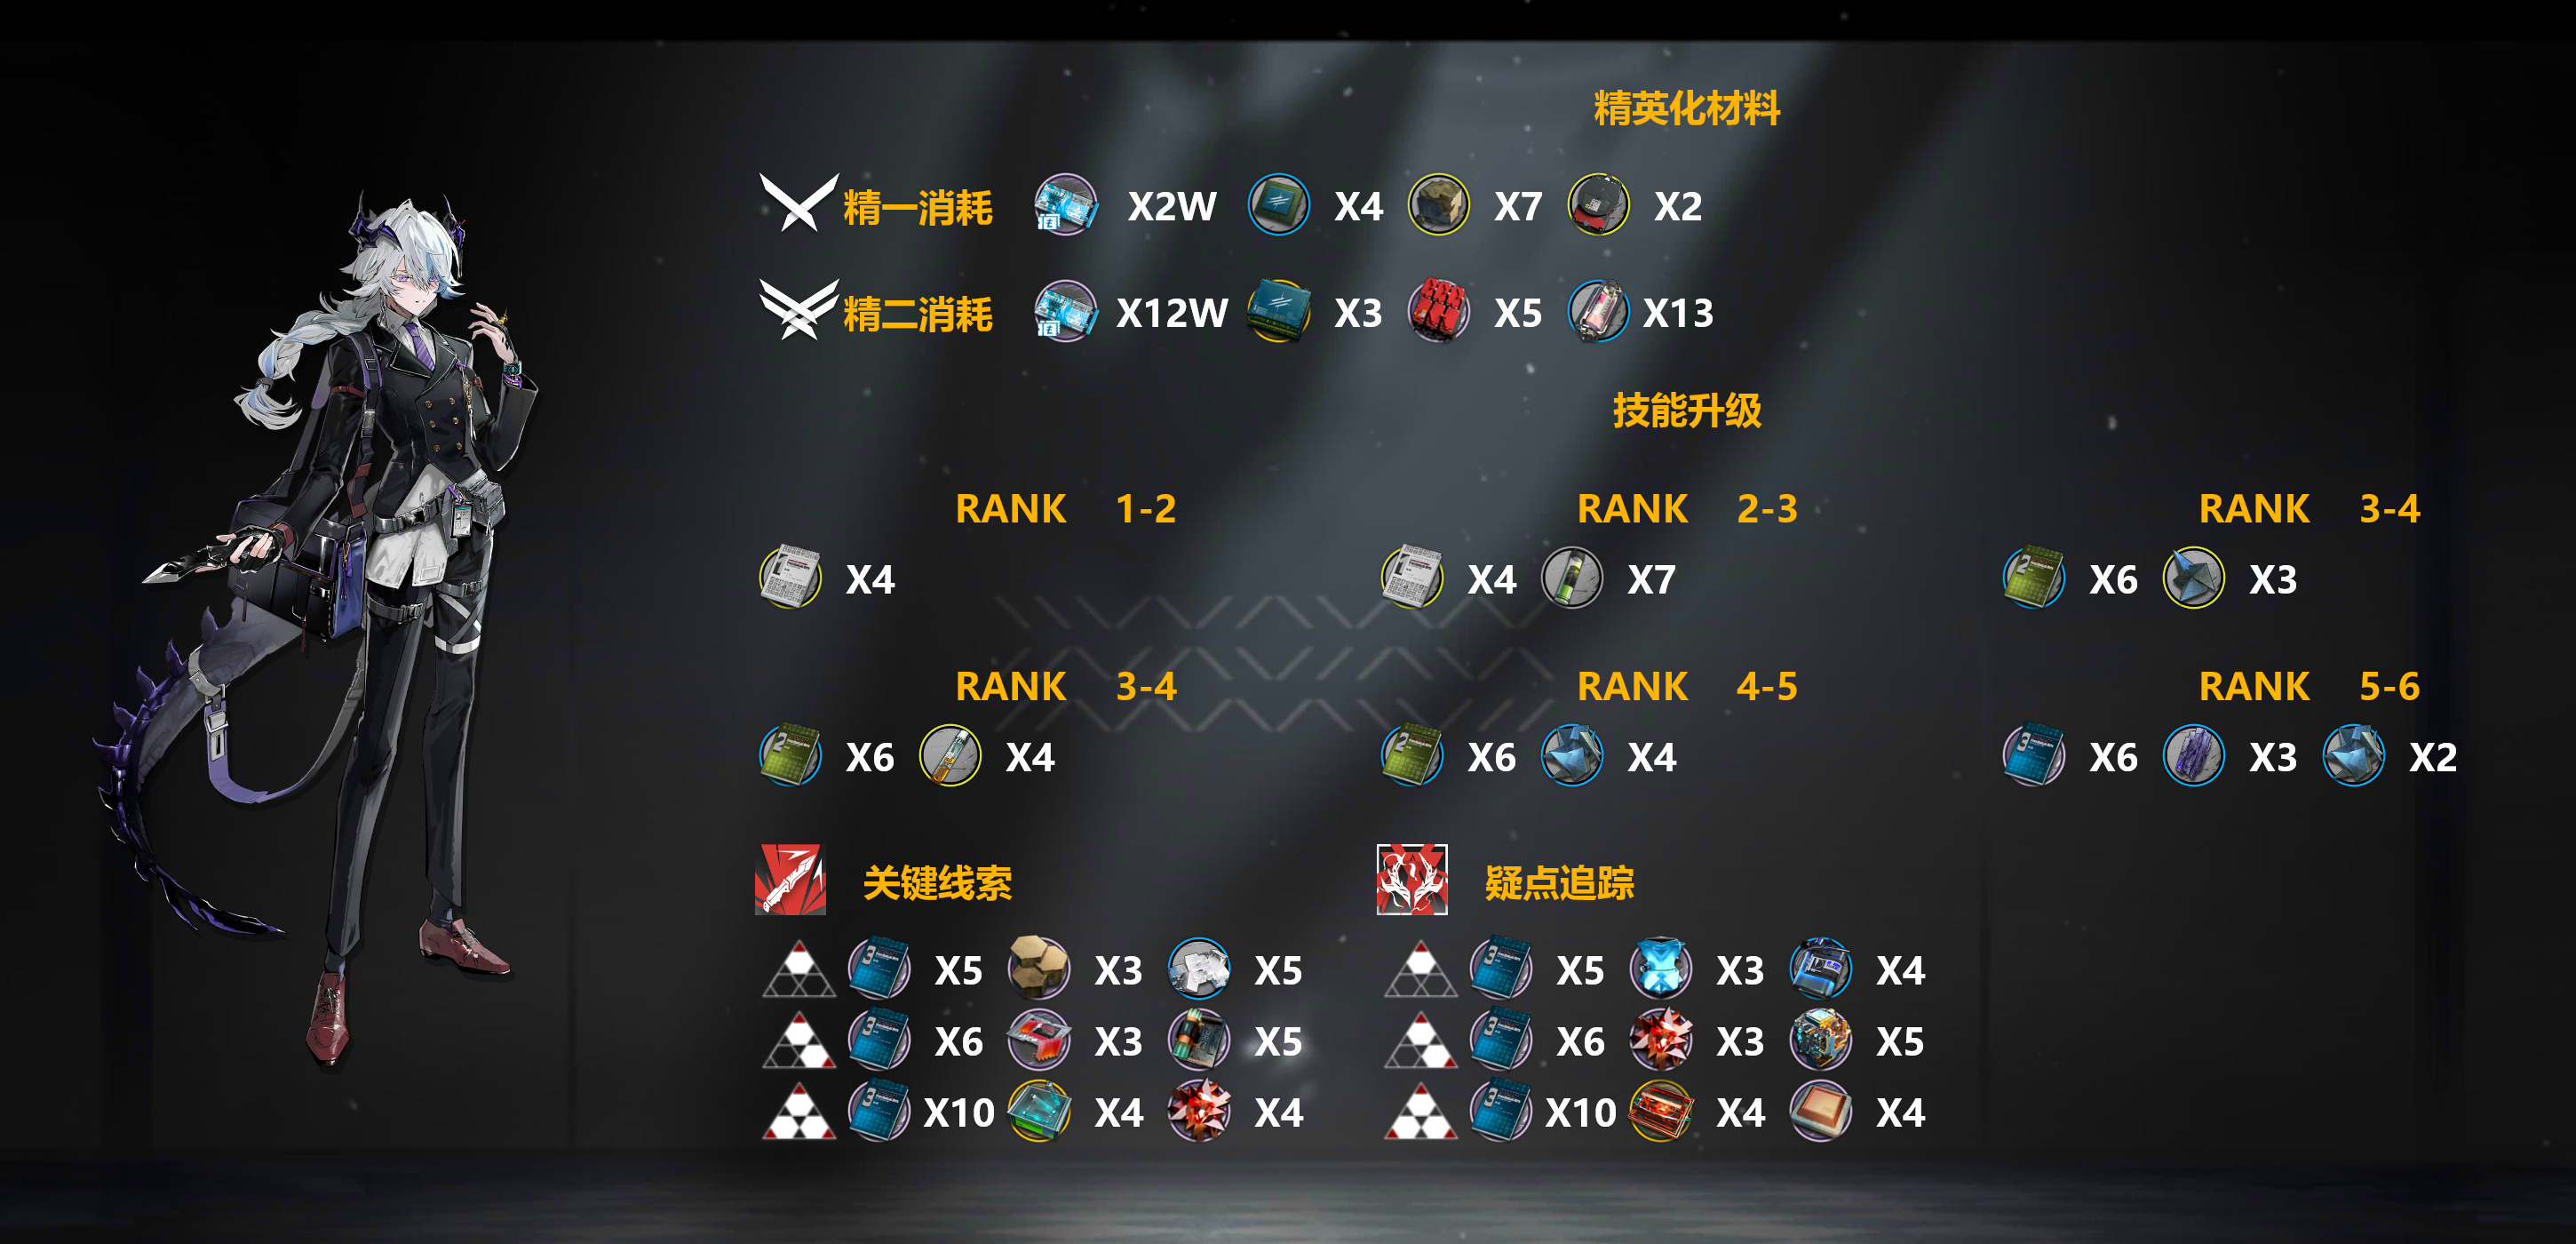 精英化材料
精一消耗 X2W X4 X7 X2
精二消耗 X12W X3 X5 X13
技能升级
RANK 1-2 RANK 2-3 RANK 3-4
X4 X4 X7 X6 X3
RANK 3-4 RANK 4-5 RANK 5-6
X6 X4 X6 X4 X6 X3 X2
关键线索 疑点追踪
X5 X3 X5 X5 X3 X4
X6 X3 X5 X6 X3 X5
X10 X4 X4 X10 X4 X4